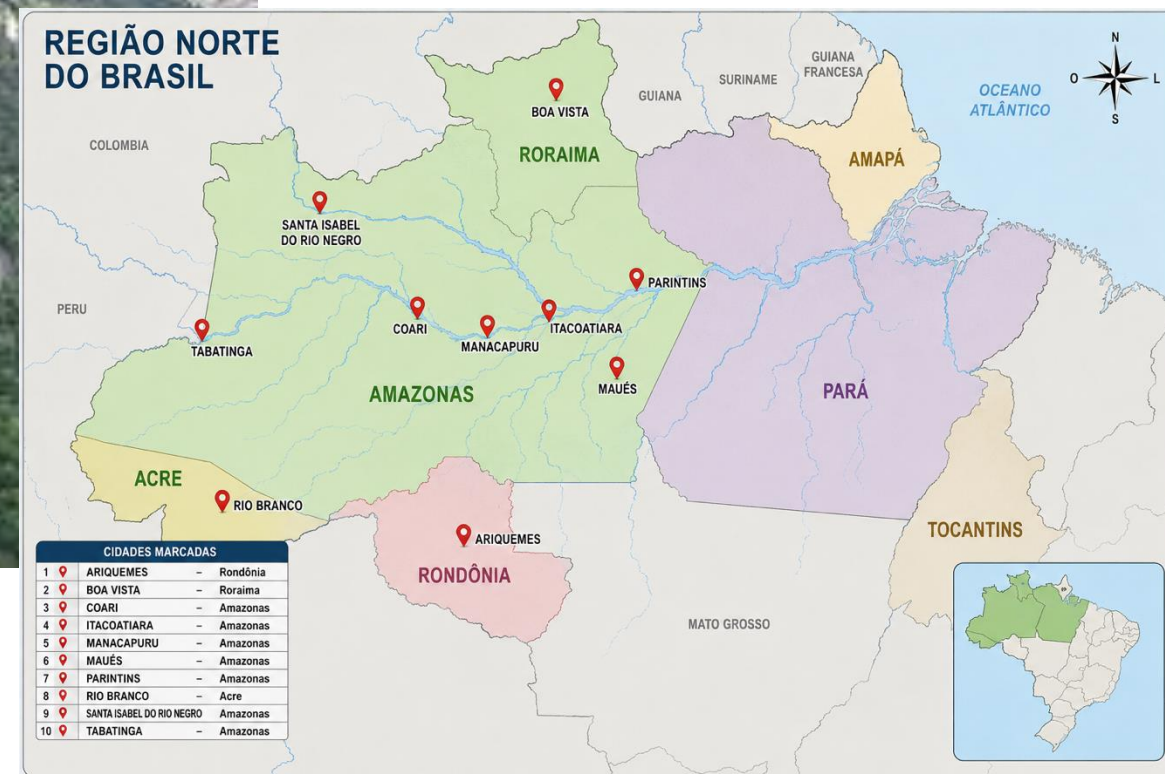 REGIÃO NORTE
DO BRASIL
N
O
L
S
OCEANO
ATLÂNTICO
GUIANA
FRANCESA
SURINAME
GUIANA
COLOMBIA
BOA VISTA
RORAIMA
AMAPÁ
SANTA ISABEL
DO RIO NEGRO
PARINTINS
PERU
COARI
ITACOATIARA
MANACAPURU
TABATINGA
MAUÉS
AMAZONAS
PARÁ
ACRE
RIO BRANCO
ARIQUEMES
RONDÔNIA
TOCANTINS
MATO GROSSO
CIDADES MARCADAS
1 ARIQUEMES – Rondônia
2 BOA VISTA – Roraima
3 COARI – Amazonas
4 ITACOATIARA – Amazonas
5 MANACAPURU – Amazonas
6 MAUÉS – Amazonas
7 PARINTINS – Amazonas
8 RIO BRANCO – Acre
9 SANTA ISABEL DO RIO NEGRO Amazonas
10 TABATINGA – Amazonas